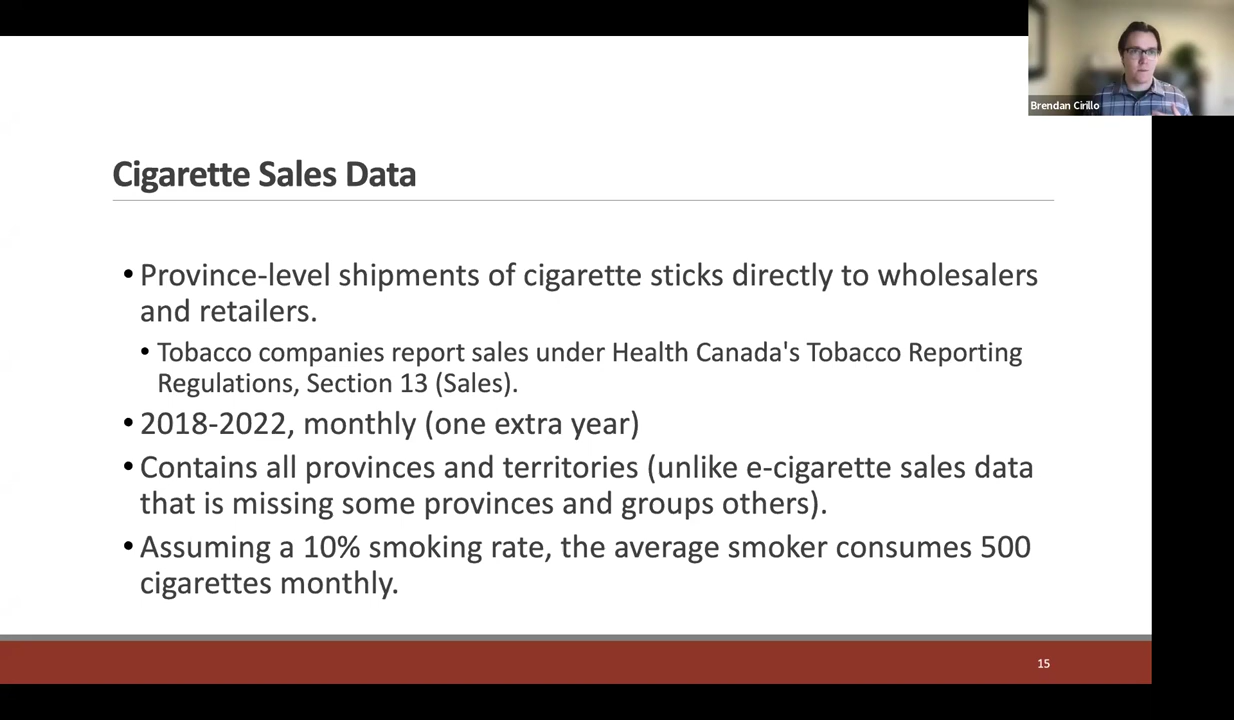 Brendan Cirillo
Cigarette Sales Data
• Province-level shipments of cigarette sticks directly to wholesalers
and retailers.
• Tobacco companies report sales under Health Canada's Tobacco Reporting
Regulations, Section 13 (Sales).
• 2018-2022, monthly (one extra year)
• Contains all provinces and territories (unlike e-cigarette sales data
that is missing some provinces and groups others).
• Assuming a 10% smoking rate, the average smoker consumes 500
cigarettes monthly.
15